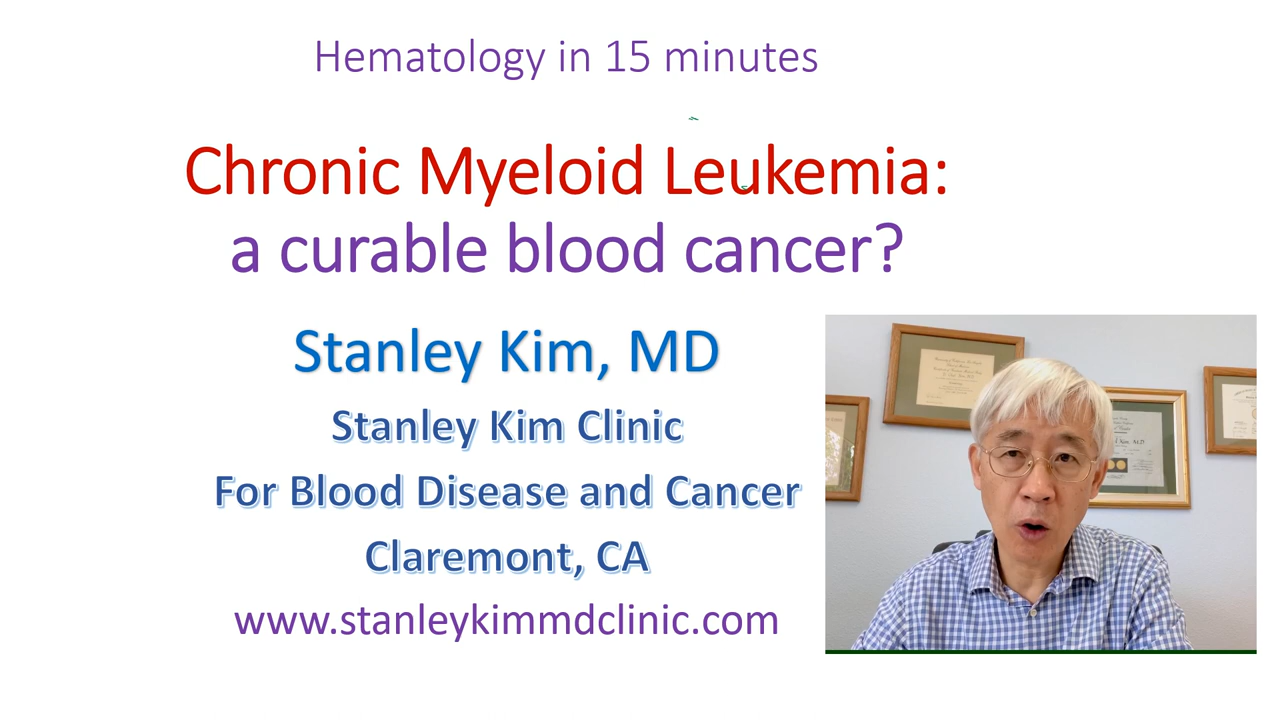 Hematology in 15 minutes
Chronic Myeloid Leukemia:
a curable blood cancer?
Stanley Kim, MD
Stanley Kim Clinic
For Blood Disease and Cancer
Claremont, CA
www.stanleykimmdclinic.com